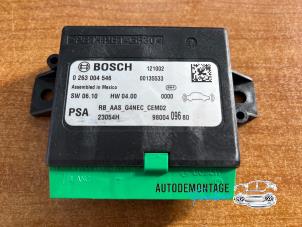 BOSCH 121002
0 263 004 546 00135533
Assembled in Mexico
SW 06.10 HW 04.00 0000
RB_AAS_G4NEC_CEM02
PSA 23054H 98004 096 80
AUTODEMONTAGE